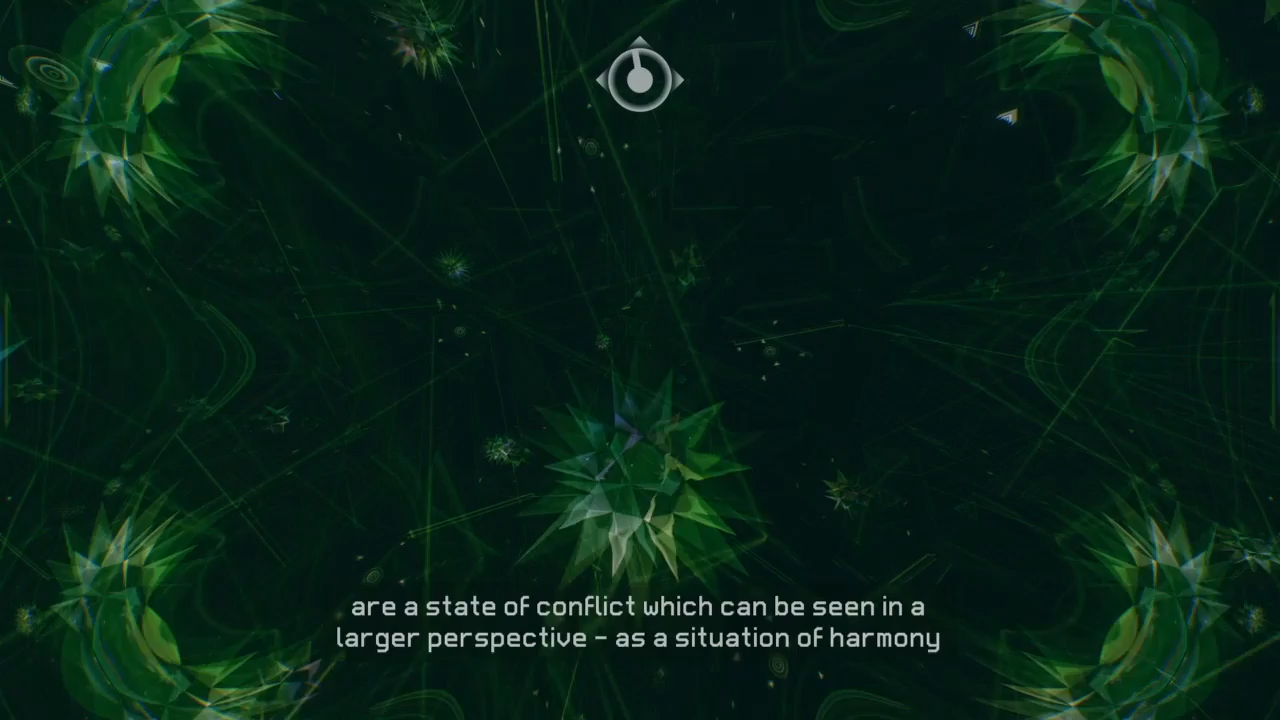 are a state of conflict which can be seen in a
larger perspective – as a situation of harmony